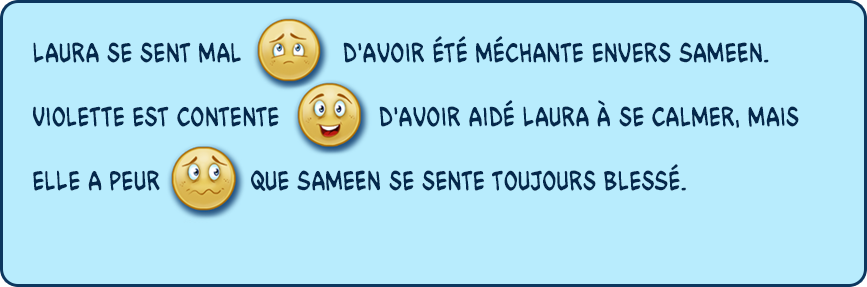 LAURA SE SENT MAL D'AVOIR ÉTÉ MÉCHANTE ENVERS SAMEEN.
VIOLETTE EST CONTENTE D'AVOIR AIDÉ LAURA À SE CALMER, MAIS
ELLE A PEUR QUE SAMEEN SE SENTE TOUJOURS BLESSÉ.